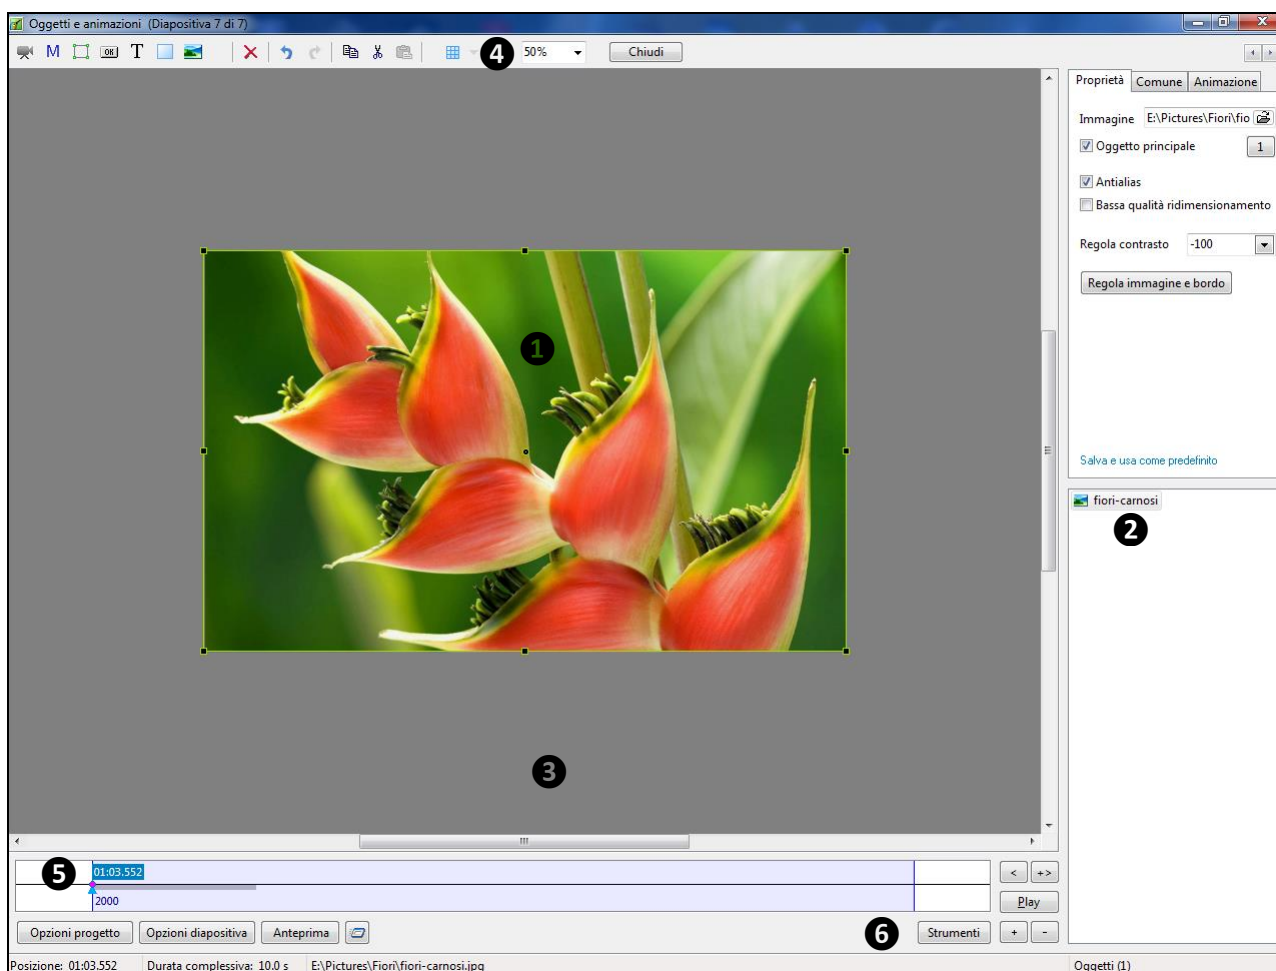 Oggetti e animazioni (Diapositiva 7 di 7)
M OK T 4 50% Chiudi
Proprietà Comune Animazione
Immagine E:\Pictures\Fiori\fio
Oggetto principale 1
Antialias
Bassa qualità ridimensionamento
Regola contrasto -100
Regola immagine e bordo
1
Salva e usa come predefinito
fiori-carnosi
2
3
5 01:03.552
2000
< +>
Play
Opzioni progetto Opzioni diapositiva Anteprima 6 Strumenti + -
Posizione: 01:03.552 Durata complessiva: 10.0 s E:\Pictures\Fiori\fiori-carnosi.jpg Oggetti (1)